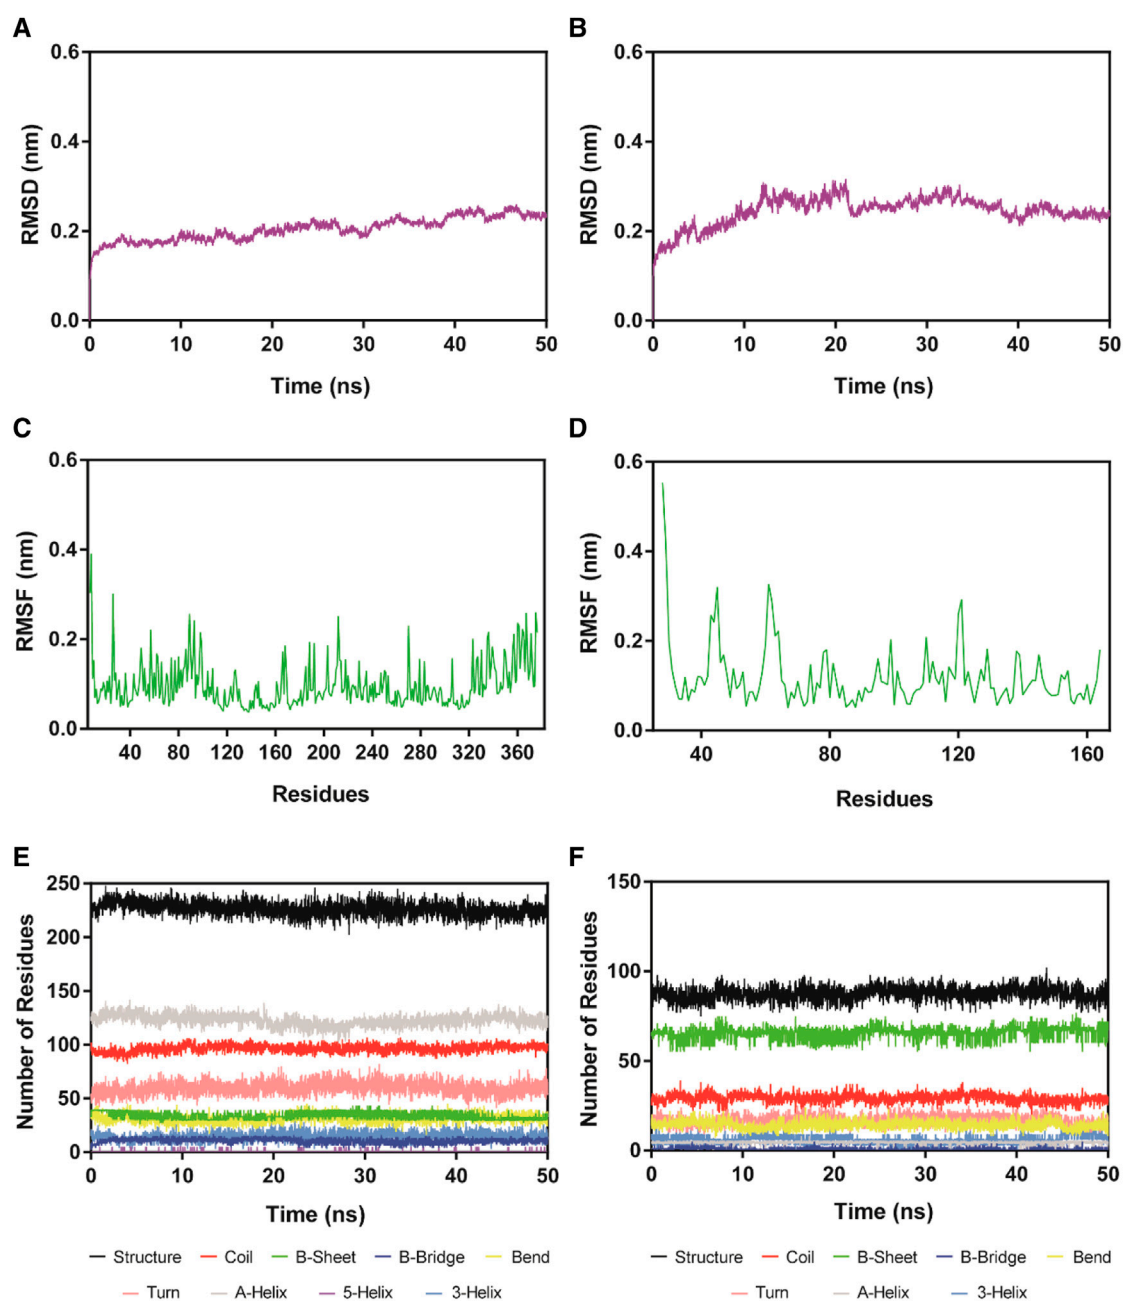 A
B
RMSD (nm)
0.6
0.4
0.2
0.0
0 10 20 30 40 50
Time (ns)
RMSD (nm)
0.6
0.4
0.2
0.0
0 10 20 30 40 50
Time (ns)
C
D
RMSF (nm)
0.6
0.4
0.2
0.0
40 80 120 160 200 240 280 320 360
Residues
RMSF (nm)
0.6
0.4
0.2
0.0
40 80 120 160
Residues
E
F
Number of Residues
250
200
150
100
50
0
0 10 20 30 40 50
Time (ns)
Structure Coil B-Sheet B-Bridge Bend
Turn A-Helix 5-Helix 3-Helix
Number of Residues
150
100
50
0
0 10 20 30 40 50
Time (ns)
Structure Coil B-Sheet B-Bridge Bend
Turn A-Helix 3-Helix